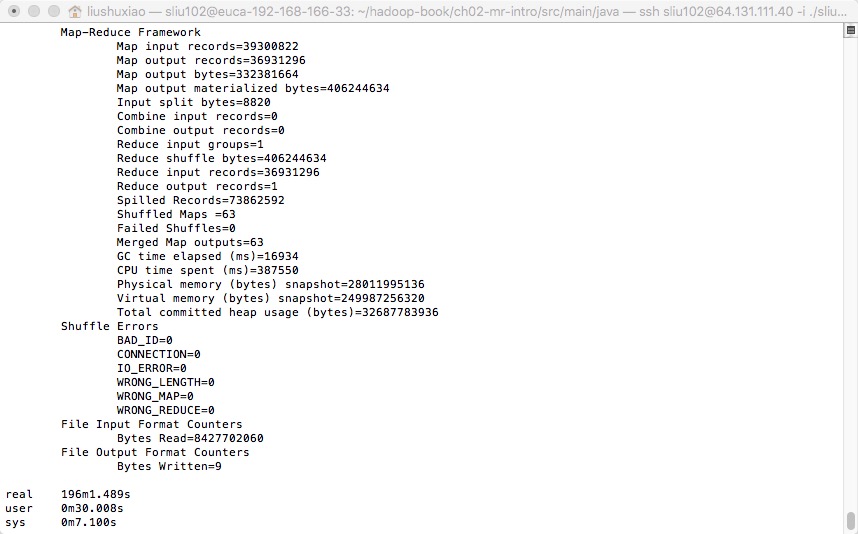 liushuxiao — sliu102@euca-192-168-166-33: ~/hadoop-book/ch02-mr-intro/src/main/java — ssh sliu102@64.131.111.40 -i ./sliu...
Map-Reduce Framework
Map input records=39300822
Map output records=36931296
Map output bytes=332381664
Map output materialized bytes=406244634
Input split bytes=8820
Combine input records=0
Combine output records=0
Reduce input groups=1
Reduce shuffle bytes=406244634
Reduce input records=36931296
Reduce output records=1
Spilled Records=73862592
Shuffled Maps =63
Failed Shuffles=0
Merged Map outputs=63
GC time elapsed (ms)=16934
CPU time spent (ms)=387550
Physical memory (bytes) snapshot=28011995136
Virtual memory (bytes) snapshot=249987256320
Total committed heap usage (bytes)=32687783936
Shuffle Errors
BAD_ID=0
CONNECTION=0
IO_ERROR=0
WRONG_LENGTH=0
WRONG_MAP=0
WRONG_REDUCE=0
File Input Format Counters
Bytes Read=8427702060
File Output Format Counters
Bytes Written=9
real 196m1.489s
user 0m30.008s
sys 0m7.100s